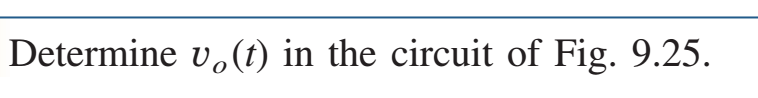 Determine v_o(t) in the circuit of Fig. 9.25.